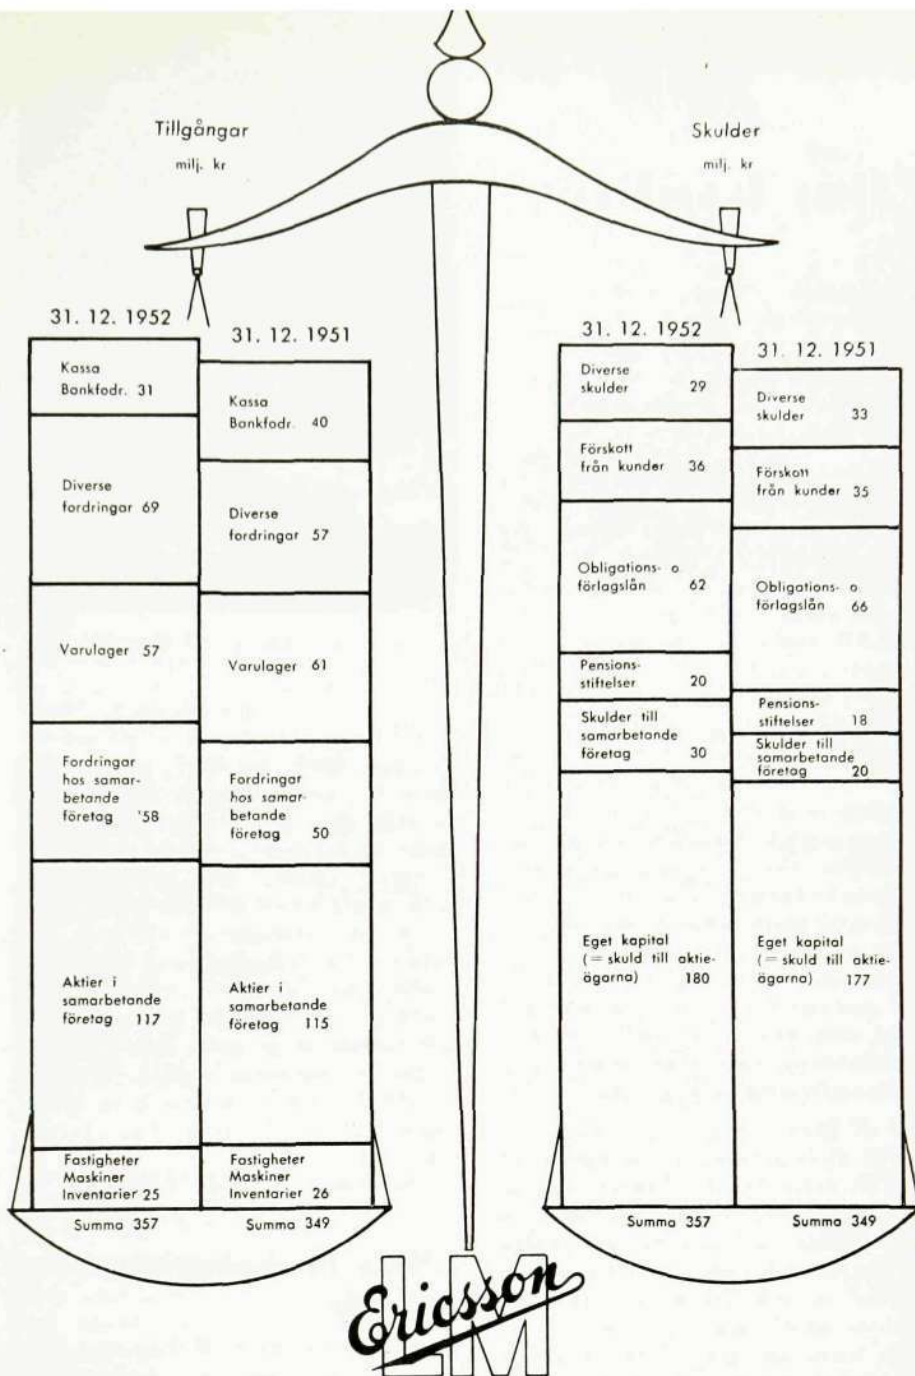 Tillgångar
milj. kr
Skulder
milj. kr
31. 12. 1952
Kassa
Bankfodr. 31
Diverse
fordringar 69
Varulager 57
Fordringar
hos samar-
betande
företag '58
Aktier i
samarbetande
företag 117
Fastigheter
Maskiner
Inventarier 25
Summa 357
31. 12. 1951
Kassa
Bankfodr. 40
Diverse
fordringar 57
Varulager 61
Fordringar
hos samar-
betande
företag 50
Aktier i
samarbetande
företag 115
Fastigheter
Maskiner
Inventarier 26
Summa 349
31. 12. 1952
Diverse
skulder 29
Förskott
från kunder 36
Obligations- o
förlagslån 62
Pensions-
stiftelser 20
Skulder till
samarbetande
företag 30
Eget kapital
(= skuld till aktie-
ägarna) 180
Summa 357
31. 12. 1951
Diverse
skulder 33
Förskott
från kunder 35
Obligations- o
förlagslån 66
Pensions-
stiftelser 18
Skulder till
samarbetande
företag 20
Eget kapital
(= skuld till aktie-
ägarna) 177
Summa 349
LM
Ericsson